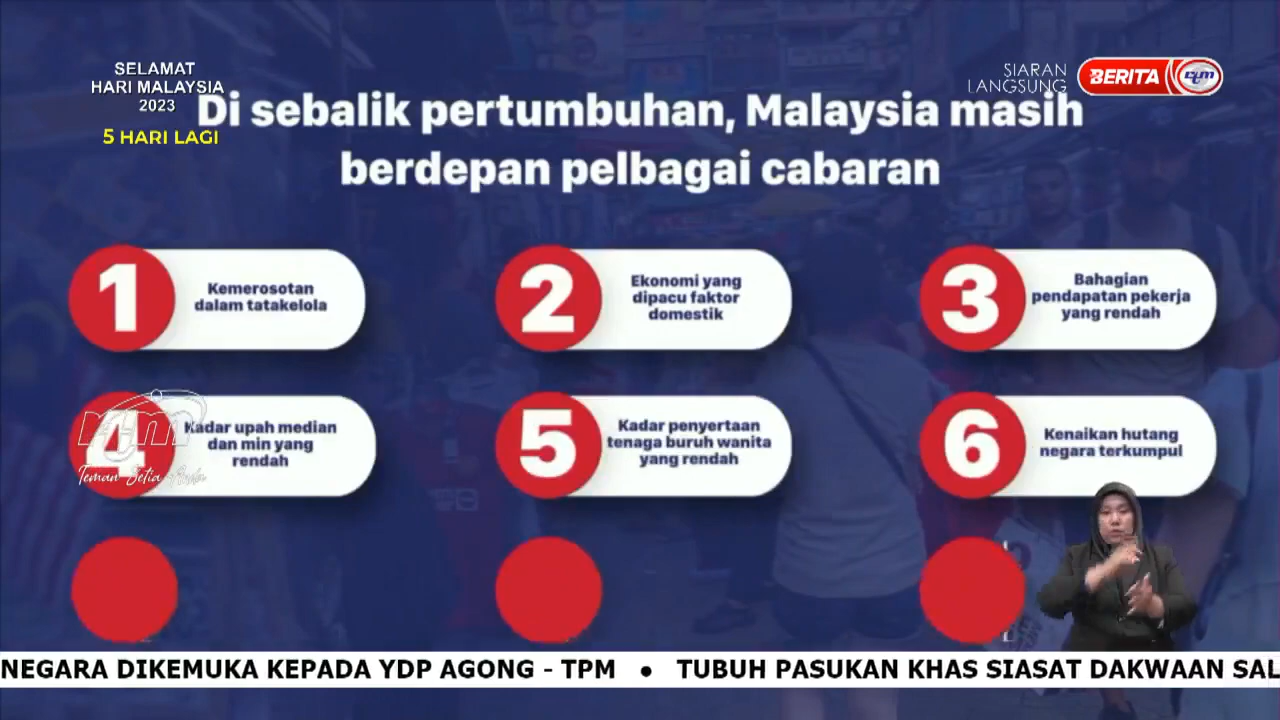 SELAMAT
HARI MALAYSIA
2023
5 HARI LAGI
SIARAN
LANGSUNG
BERITA rtm
Di sebalik pertumbuhan, Malaysia masih
berdepan pelbagai cabaran
1
Kemerosotan
dalam tatakelola
2
Ekonomi yang
dipacu faktor
domestik
3
Bahagian
pendapatan pekerja
yang rendah
4
Kadar upah median
dan min yang
rendah
5
Kadar penyertaan
tenaga buruh wanita
yang rendah
6
Kenaikan hutang
negara terkumpul
rtm
Teman Setia Anda
NEGARA DIKEMUKA KEPADA YDP AGONG - TPM • TUBUH PASUKAN KHAS SIASAT DAKWAAN SAL